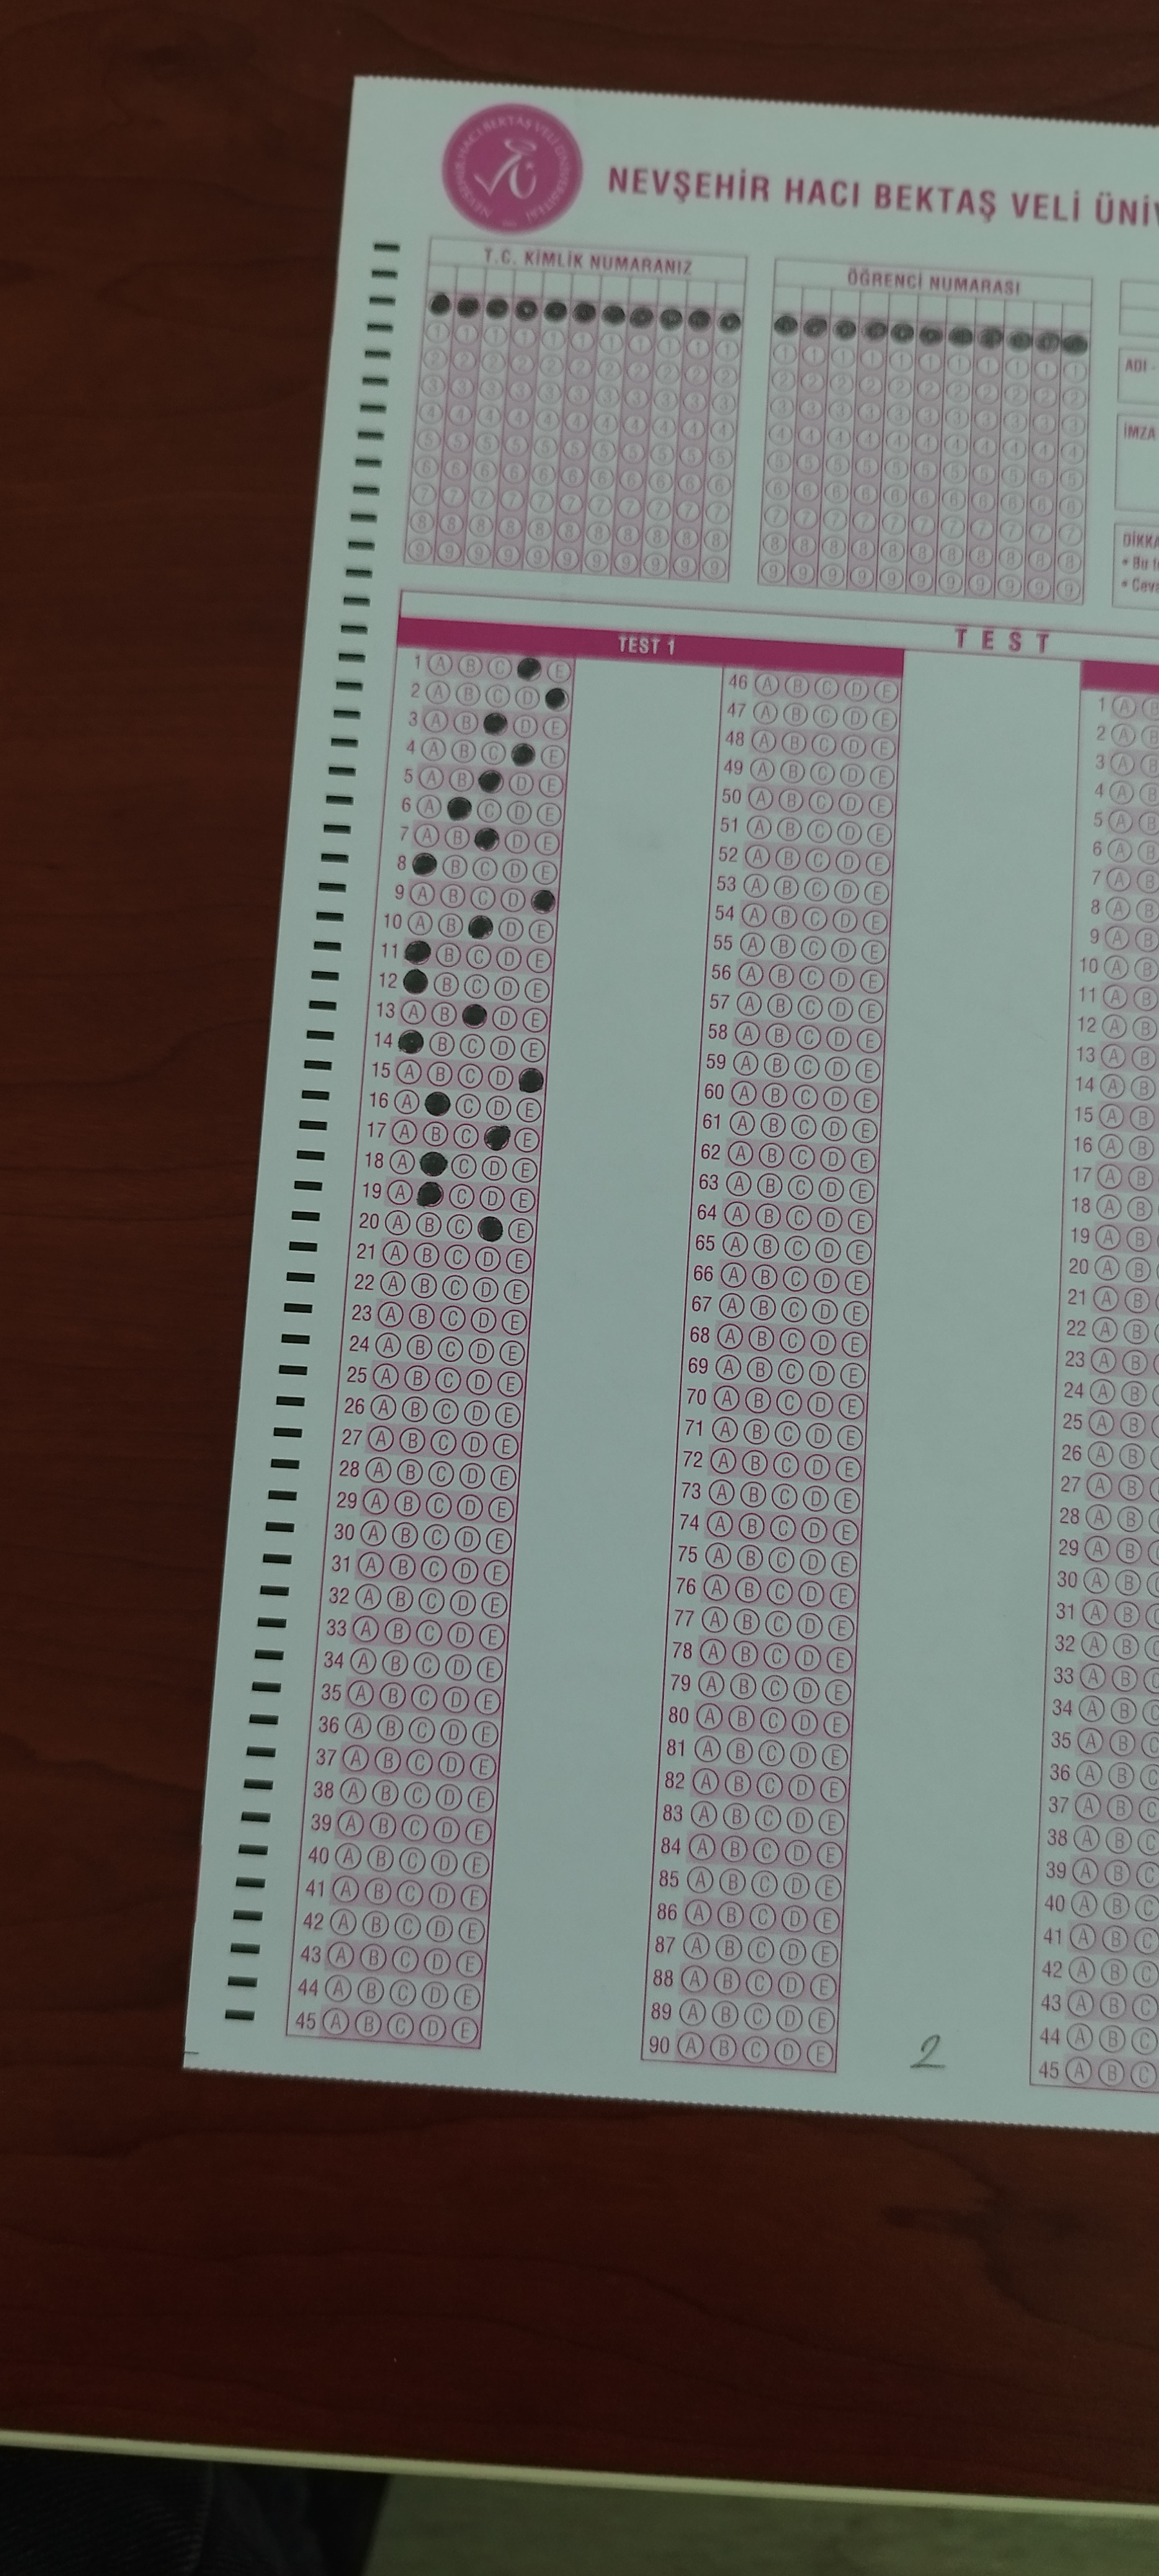 NEVŞEHİR HACI BEKTAŞ VELİ ÜNİV
T.C. KİMLİK NUMARANIZ
ÖĞRENCİ NUMARASI
ADI -
İMZA
DİKKA
• Bu
• Ceva
TEST
TEST 1
1 A B C E
2 A B C D
3 A B D E
4 A B C E
5 A B D E
6 A C D E
7 A B D E
8 B C D E
9 A B C D
10 A B D E
11 B C D E
12 B C D E
13 A B D E
14 B C D E
15 A B C D
16 A C D E
17 A B C E
18 A C D E
19 A C D E
20 A B C E
21 A B C D E
22 A B C D E
23 A B C D E
24 A B C D E
25 A B C D E
26 A B C D E
27 A B C D E
28 A B C D E
29 A B C D E
30 A B C D E
31 A B C D E
32 A B C D E
33 A B C D E
34 A B C D E
35 A B C D E
36 A B C D E
37 A B C D E
38 A B C D E
39 A B C D E
40 A B C D E
41 A B C D E
42 A B C D E
43 A B C D E
44 A B C D E
45 A B C D E
46 A B C D E
47 A B C D E
48 A B C D E
49 A B C D E
50 A B C D E
51 A B C D E
52 A B C D E
53 A B C D E
54 A B C D E
55 A B C D E
56 A B C D E
57 A B C D E
58 A B C D E
59 A B C D E
60 A B C D E
61 A B C D E
62 A B C D E
63 A B C D E
64 A B C D E
65 A B C D E
66 A B C D E
67 A B C D E
68 A B C D E
69 A B C D E
70 A B C D E
71 A B C D E
72 A B C D E
73 A B C D E
74 A B C D E
75 A B C D E
76 A B C D E
77 A B C D E
78 A B C D E
79 A B C D E
80 A B C D E
81 A B C D E
82 A B C D E
83 A B C D E
84 A B C D E
85 A B C D E
86 A B C D E
87 A B C D E
88 A B C D E
89 A B C D E
90 A B C D E
2
1 A B
2 A B
3 A B
4 A B
5 A B
6 A B
7 A B
8 A B
9 A B
10 A B
11 A B
12 A B
13 A B
14 A B
15 A B
16 A B
17 A B
18 A B
19 A B
20 A B
21 A B
22 A B
23 A B
24 A B
25 A B
26 A B
27 A B
28 A B
29 A B
30 A B C
31 A B C
32 A B C
33 A B C
34 A B C
35 A B C
36 A B C
37 A B C
38 A B C
39 A B C
40 A B C
41 A B C
42 A B C
43 A B C
44 A B C
45 A B C